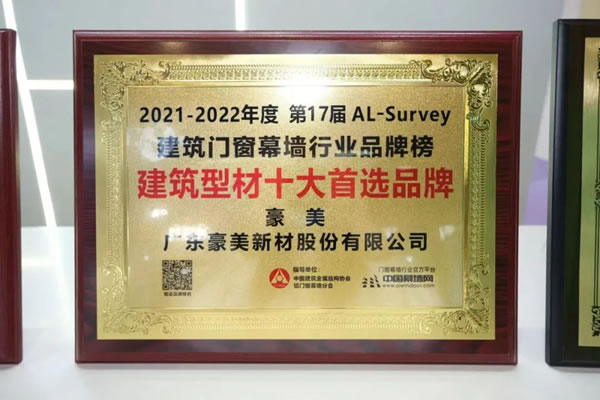 2021-2022年度 第17届 AL-Survey
建筑门窗幕墙行业品牌榜
建筑型材十大首选品牌
豪 美
广东豪美新材股份有限公司
指导单位:
中国建筑金属结构协会
铝门窗幕墙分会
门窗幕墙行业官方平台
中国幕墙网